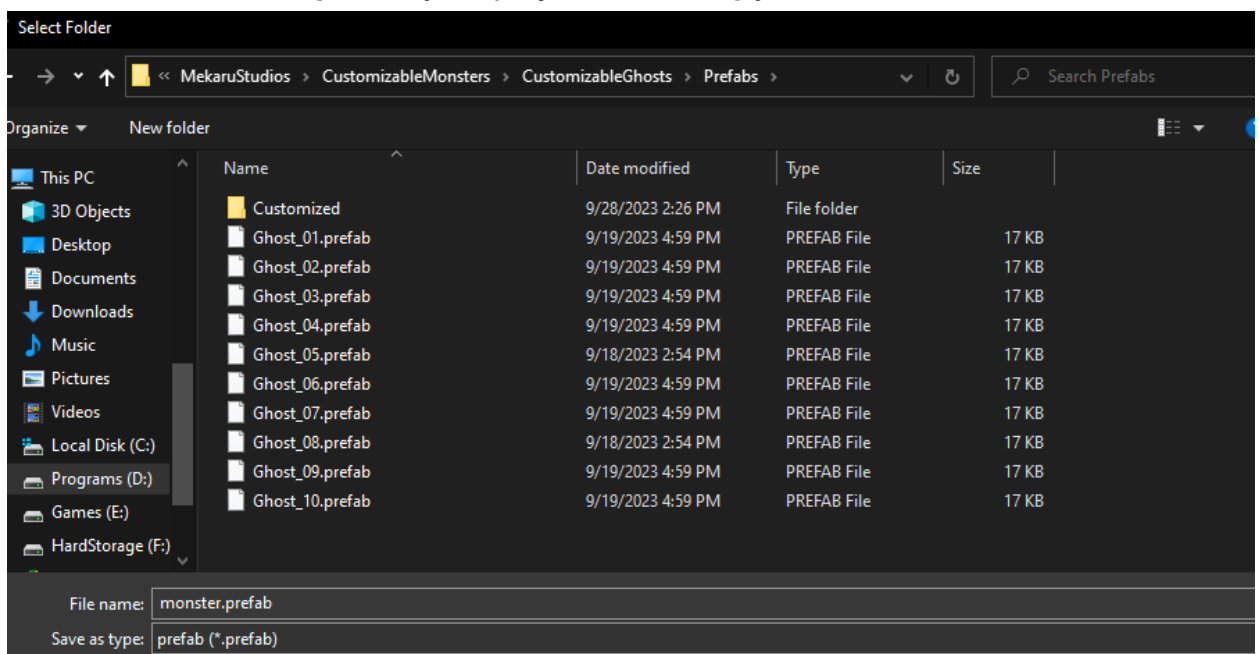 Select Folder
« MekaruStudios > CustomizableMonsters > CustomizableGhosts > Prefabs >
Search Prefabs
Organize
New folder
Name Date modified Type Size
This PC
3D Objects
Desktop
Documents
Downloads
Music
Pictures
Videos
Local Disk (C:)
Programs (D:)
Games (E:)
HardStorage (F:)
Customized 9/28/2023 2:26 PM File folder
Ghost_01.prefab 9/19/2023 4:59 PM PREFAB File 17 KB
Ghost_02.prefab 9/19/2023 4:59 PM PREFAB File 17 KB
Ghost_03.prefab 9/19/2023 4:59 PM PREFAB File 17 KB
Ghost_04.prefab 9/19/2023 4:59 PM PREFAB File 17 KB
Ghost_05.prefab 9/18/2023 2:54 PM PREFAB File 17 KB
Ghost_06.prefab 9/19/2023 4:59 PM PREFAB File 17 KB
Ghost_07.prefab 9/19/2023 4:59 PM PREFAB File 17 KB
Ghost_08.prefab 9/18/2023 2:54 PM PREFAB File 17 KB
Ghost_09.prefab 9/19/2023 4:59 PM PREFAB File 17 KB
Ghost_10.prefab 9/19/2023 4:59 PM PREFAB File 17 KB
File name: monster.prefab
Save as type: prefab (*.prefab)